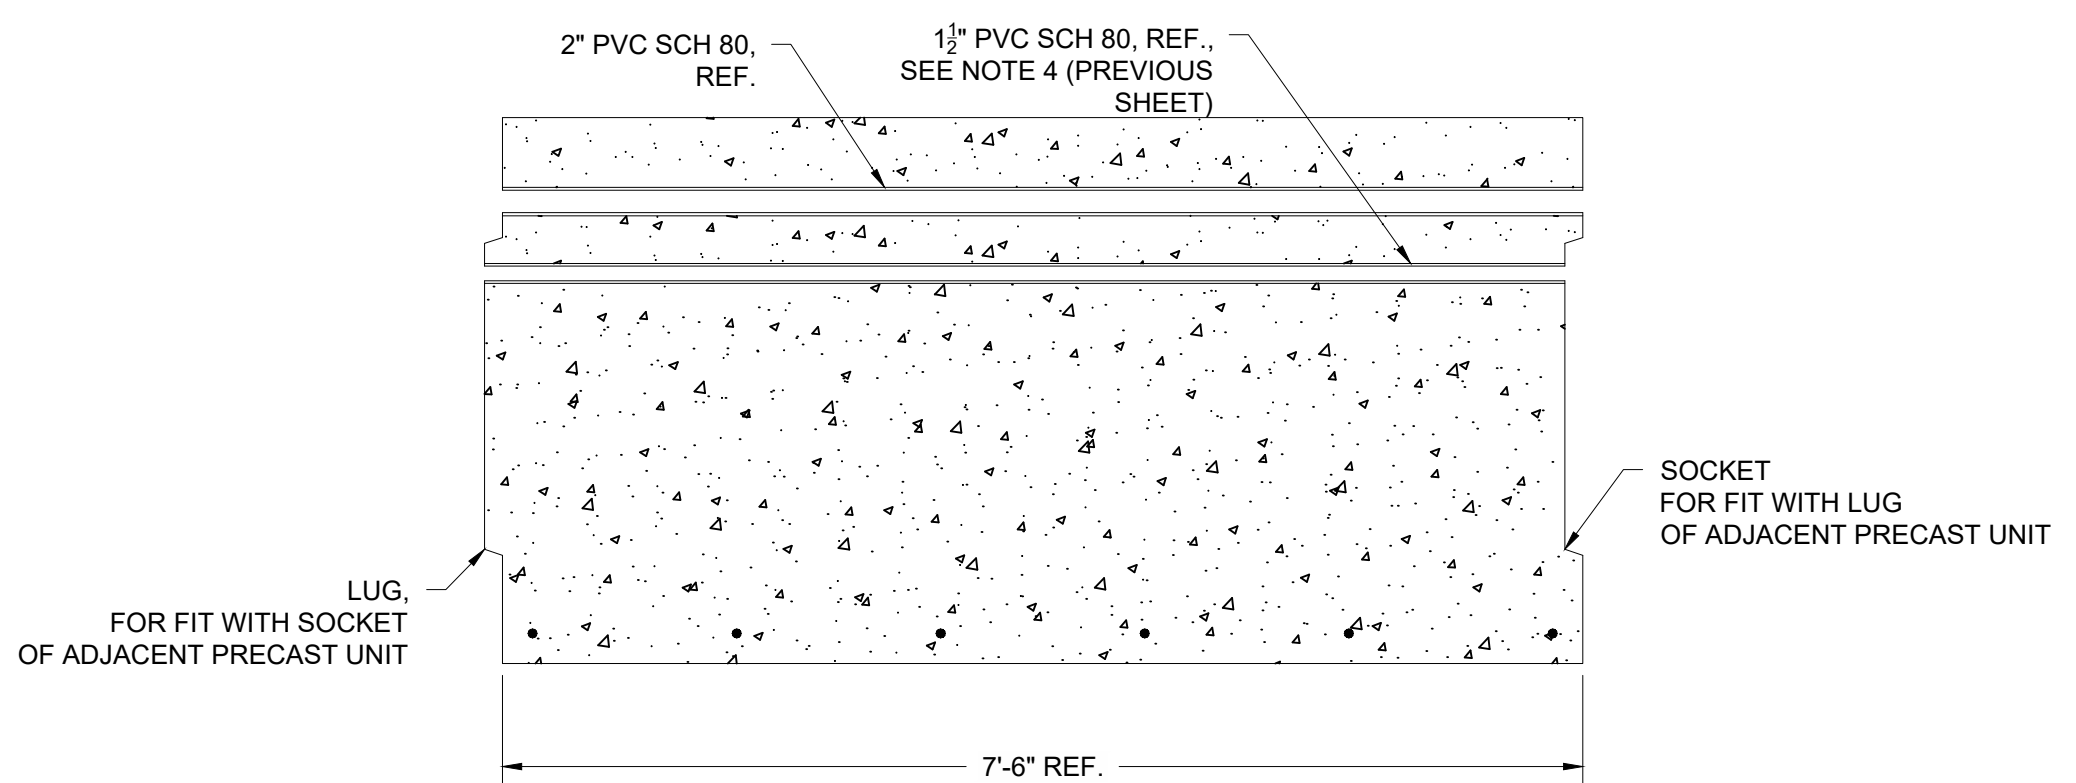 2" PVC SCH 80,
REF.
1½" PVC SCH 80, REF.,
SEE NOTE 4 (PREVIOUS
SHEET)
SOCKET
FOR FIT WITH LUG
OF ADJACENT PRECAST UNIT
LUG,
FOR FIT WITH SOCKET
OF ADJACENT PRECAST UNIT
7'-6" REF.